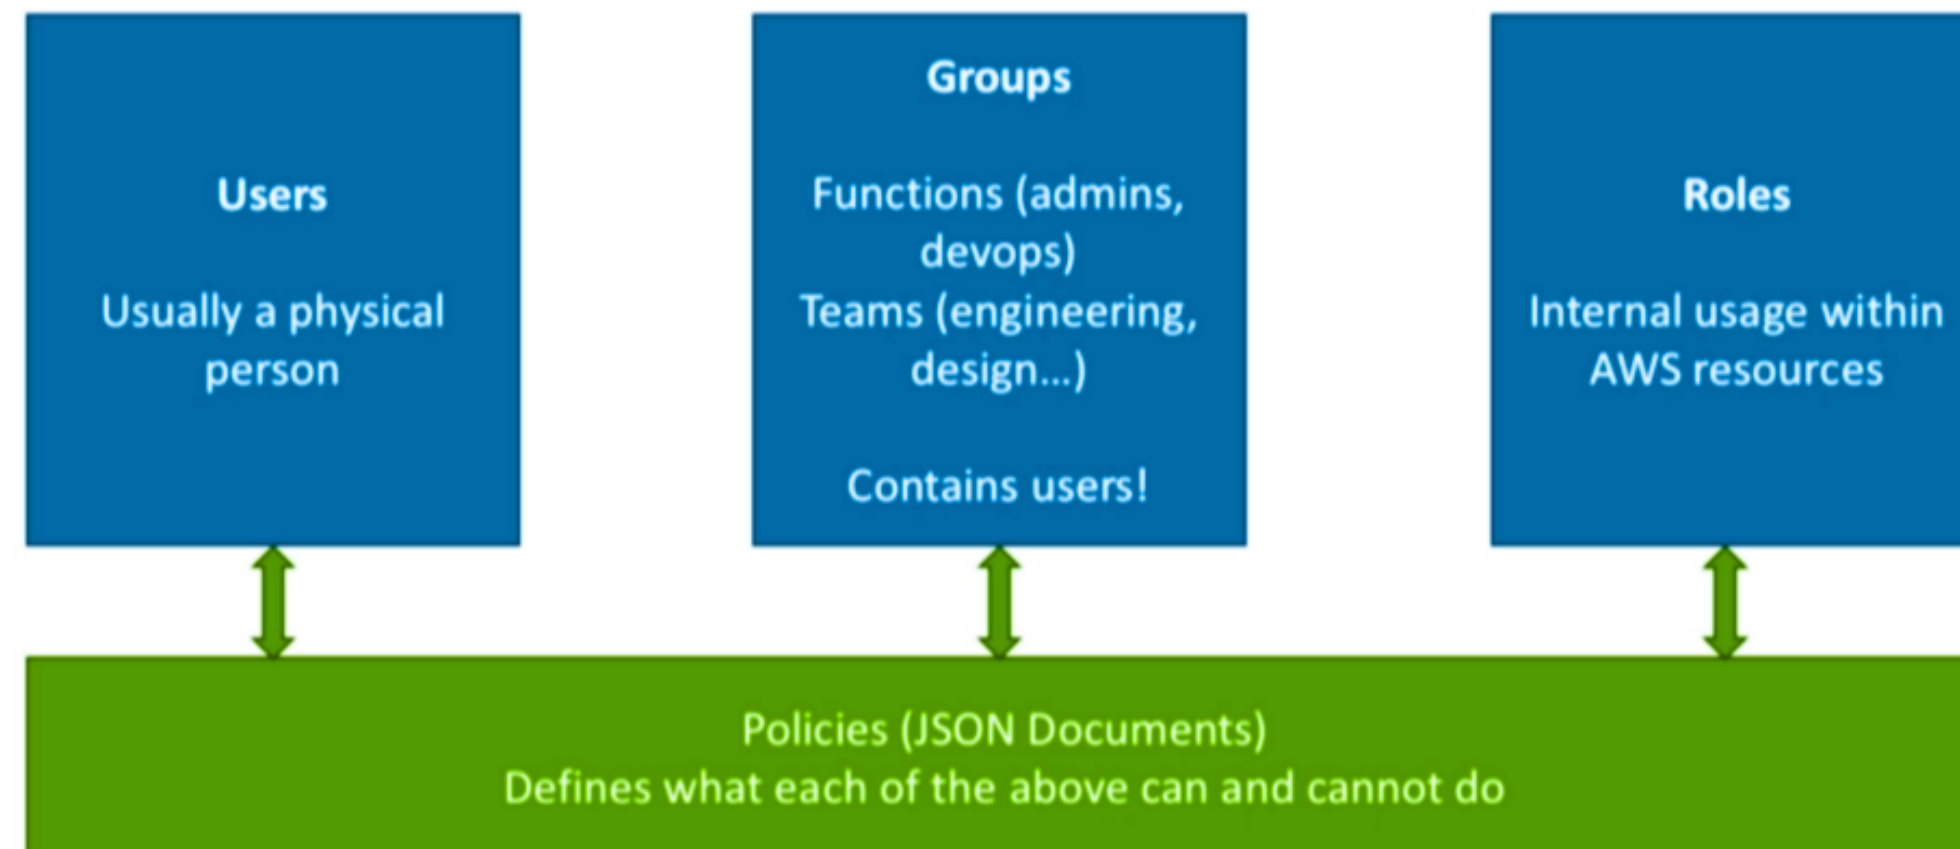 Users
Usually a physical
person
Groups
Functions (admins,
devops)
Teams (engineering,
design...)
Contains users!
Roles
Internal usage within
AWS resources
Policies (JSON Documents)
Defines what each of the above can and cannot do